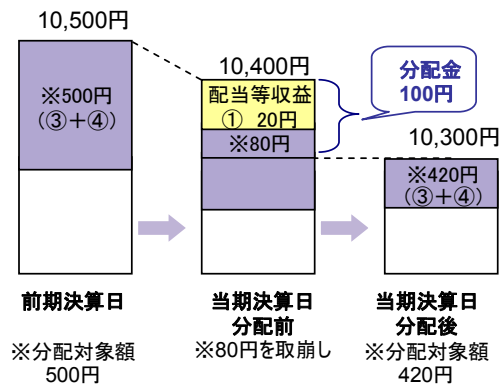 10,500円
※500円
(③+④)
10,400円
配当等収益
① 20円
※80円
分配金
100円
10,300円
※420円
(③+④)
前期決算日
※分配対象額
500円
当期決算日
分配前
※80円を取崩し
当期決算日
分配後
※分配対象額
420円